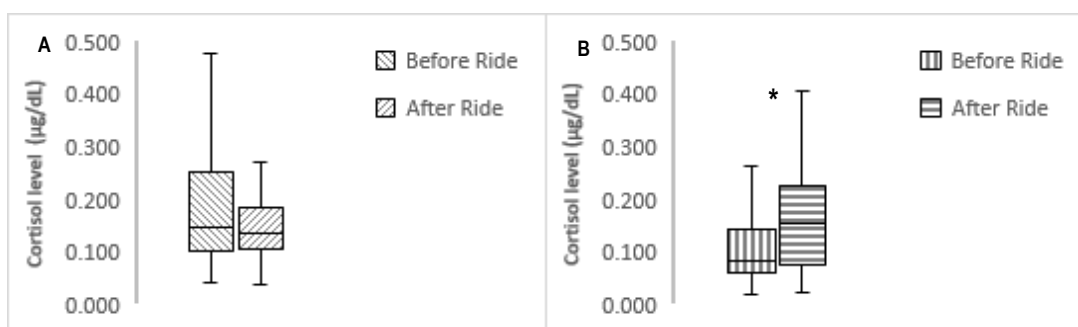 A
Cortisol level (µg/dL)
0.500
0.400
0.300
0.200
0.100
0.000
Before Ride
After Ride
B
Cortisol level (µg/dL)
0.500
0.400
0.300
0.200
0.100
0.000
*
Before Ride
After Ride